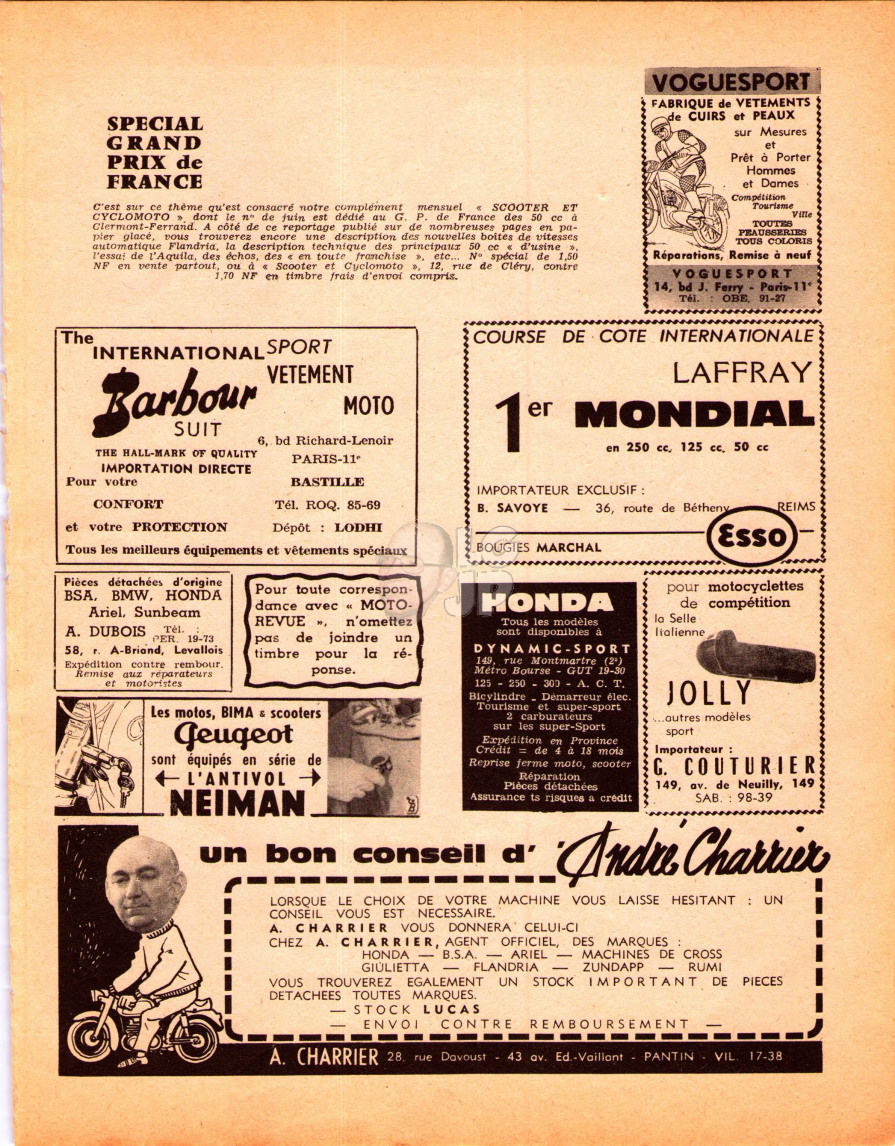 SPECIAL
GRAND
PRIX de
FRANCE
C'est sur ce thème qu'est consacré notre complément mensuel « SCOOTER ET
CYCLOMOTO » dont le n° de juin est dédié au G. P. de France des 50 cc à
Clermont-Ferrand. A côté de ce reportage publié sur de nombreuses pages en pa-
pier glacé, vous trouverez encore une description des nouvelles boîtes de vitesses
automatique Flandria, la description technique des principaux 50 cc « d'usine »,
l'essai de l'Aquila, des échos, des « en toute franchise », etc... N° spécial de 1,50
NF en vente partout, ou à « Scooter et Cyclomoto », 12, rue de Cléry, contre
1,70 NF en timbre frais d'envoi compris.
VOGUESPORT
FABRIQUE de VETEMENTS
de CUIRS et PEAUX
sur Mesures
et
Prêt à Porter
Hommes
et Dames
Compétition
Tourisme
Ville
TOUTES
PEAUSSERIES
TOUS COLORIS
Réparations, Remise à neuf
VOGUESPORT
14, bd J. Ferry - Paris-11e
Tél. : OBE. 91-27
The
INTERNATIONAL
Barbour
SUIT
THE HALL-MARK OF QUALITY
IMPORTATION DIRECTE
SPORT
VETEMENT
MOTO
6, bd Richard-Lenoir
PARIS-11e
Pour votre BASTILLE
CONFORT Tél. ROQ. 85-69
et votre PROTECTION Dépôt : LODHI
Tous les meilleurs équipements et vêtements spéciaux
COURSE DE COTE INTERNATIONALE
LAFFRAY
1er MONDIAL
en 250 cc, 125 cc, 50 cc
IMPORTATEUR EXCLUSIF :
B. SAVOYE — 36, route de Bétheny REIMS
Esso
BOUGIES MARCHAL
Pièces détachées d'origine
BSA, BMW, HONDA
Ariel, Sunbeam
A. DUBOIS Tél. :
PER. 19-73
58, r. A-Briand, Levallois
Expédition contre rembour.
Remise aux réparateurs
et motoristes
Pour toute correspon-
dance avec « MOTO-
REVUE », n'omettez
pas de joindre un
timbre pour la ré-
ponse.
HONDA
Tous les modèles
sont disponibles à
DYNAMIC-SPORT
149, rue Montmartre (2e)
Métro Bourse - GUT 19-30
125 - 250 - 300 - A. C. T.
Bicylindre - Démarreur élec.
Tourisme et super-sport
2 carburateurs
sur les super-Sport
Expédition en Province
Crédit = de 4 à 18 mois
Reprise ferme moto, scooter
Réparation
Pièces détachées
Assurance ts risques a crédit
pour motocyclettes
de compétition
la Selle
Italienne
JOLLY
...autres modèles
sport
Importateur :
G. COUTURIER
149, av. de Neuilly, 149
SAB. : 98-39
Les motos, BIMA & scooters
Peugeot
sont équipés en série de
L'ANTIVOL
NEIMAN
un bon conseil d' André Charrier
LORSQUE LE CHOIX DE VOTRE MACHINE VOUS LAISSE HESITANT : UN
CONSEIL VOUS EST NECESSAIRE.
A. CHARRIER VOUS DONNERA CELUI-CI
CHEZ A. CHARRIER, AGENT OFFICIEL, DES MARQUES :
HONDA — B.S.A. — ARIEL — MACHINES DE CROSS
GIULIETTA — FLANDRIA — ZUNDAPP — RUMI
VOUS TROUVEREZ EGALEMENT UN STOCK IMPORTANT DE PIECES
DETACHEES TOUTES MARQUES.
— STOCK LUCAS
— ENVOI CONTRE REMBOURSEMENT —
A. CHARRIER 28, rue Davoust - 43 av. Ed.-Vaillant - PANTIN - VIL. 17-38